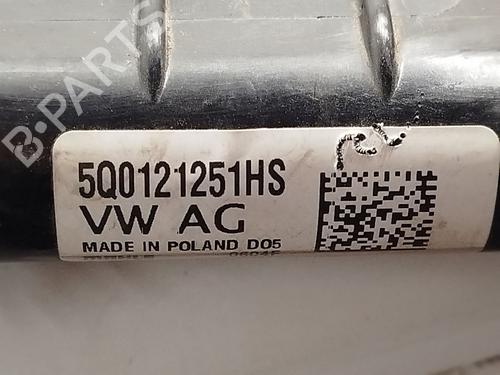 B-PARTS
5Q0121251HS
VW AG
MADE IN POLAND D05